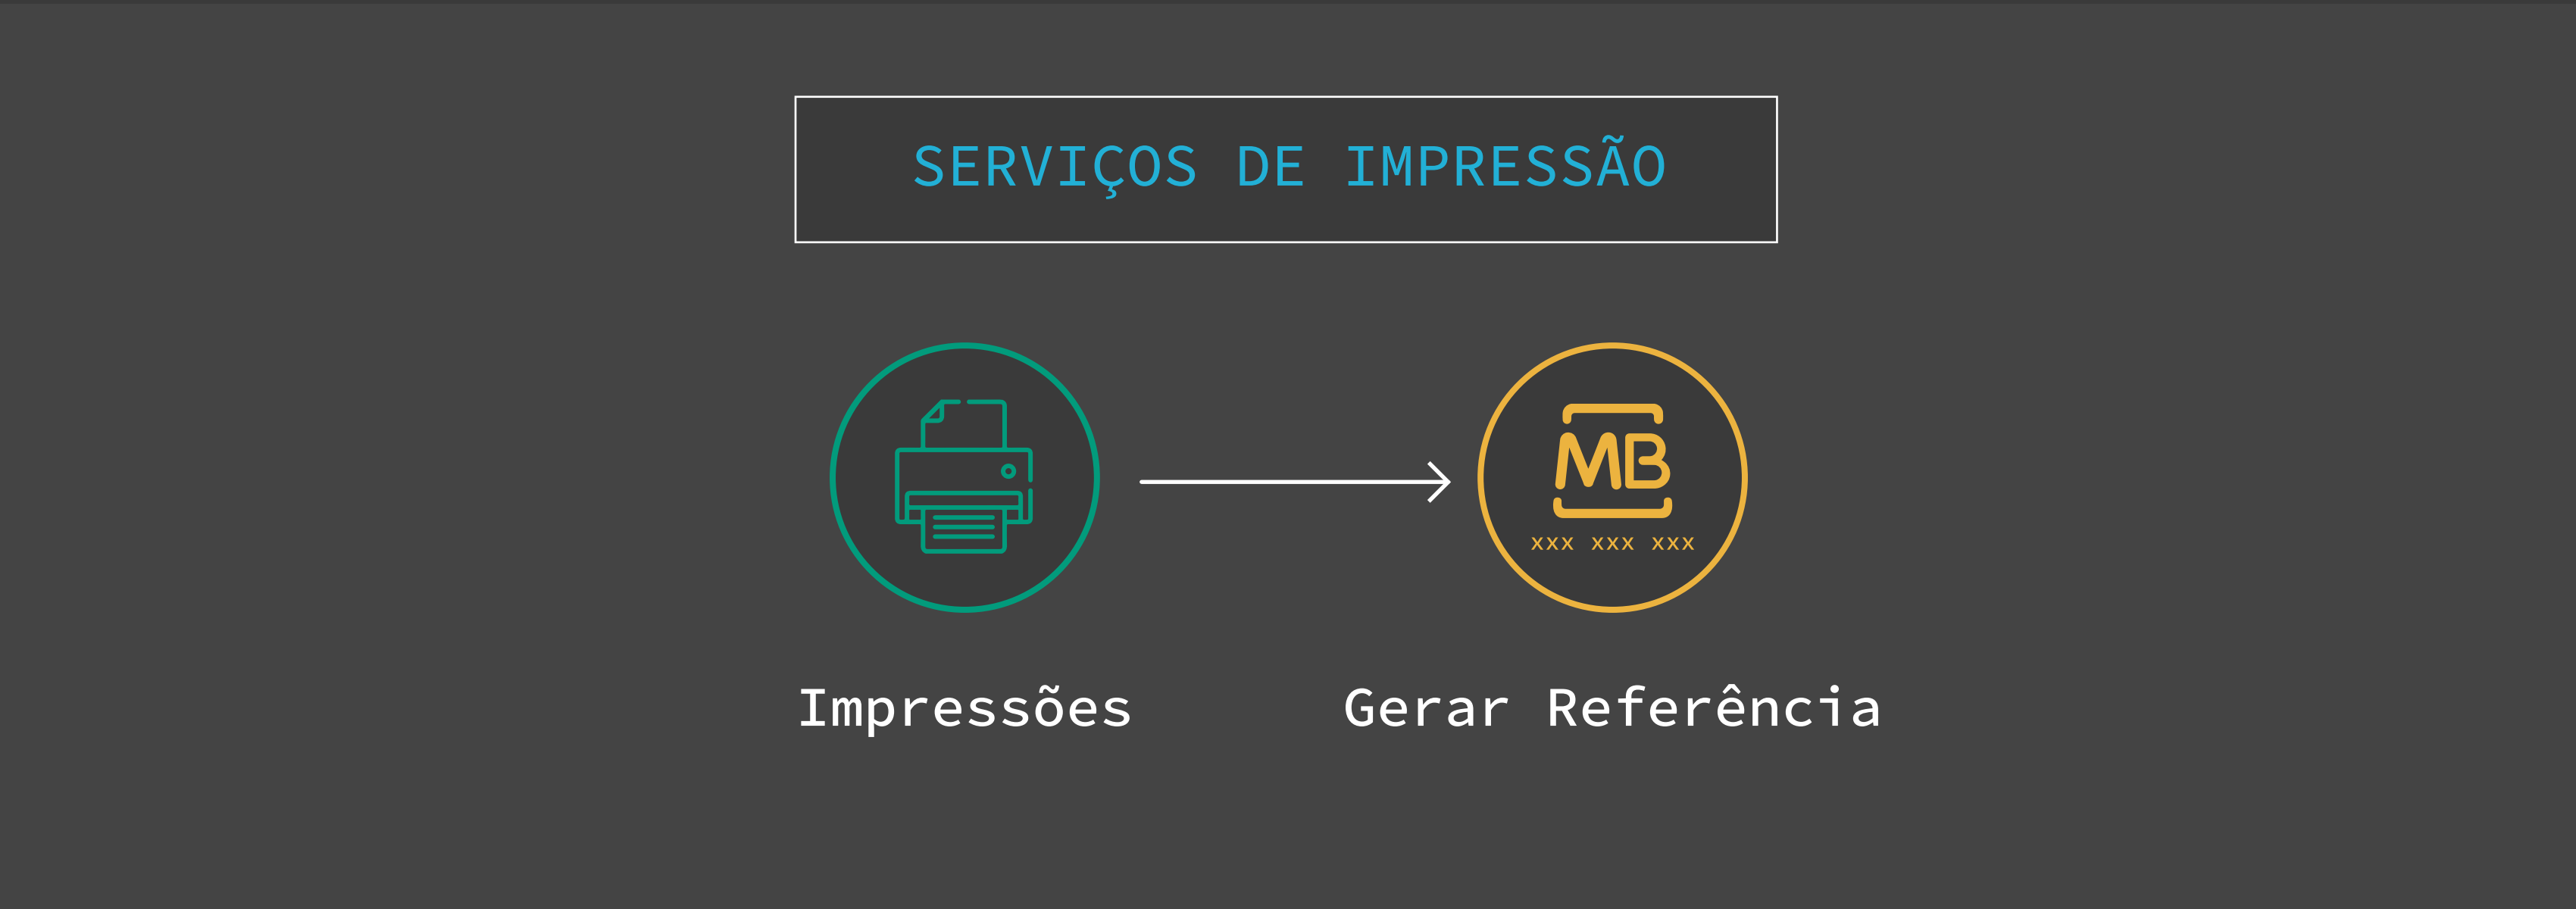 SERVIÇOS DE IMPRESSÃO
MB
xxx xxx xxx
Impressões
Gerar Referência